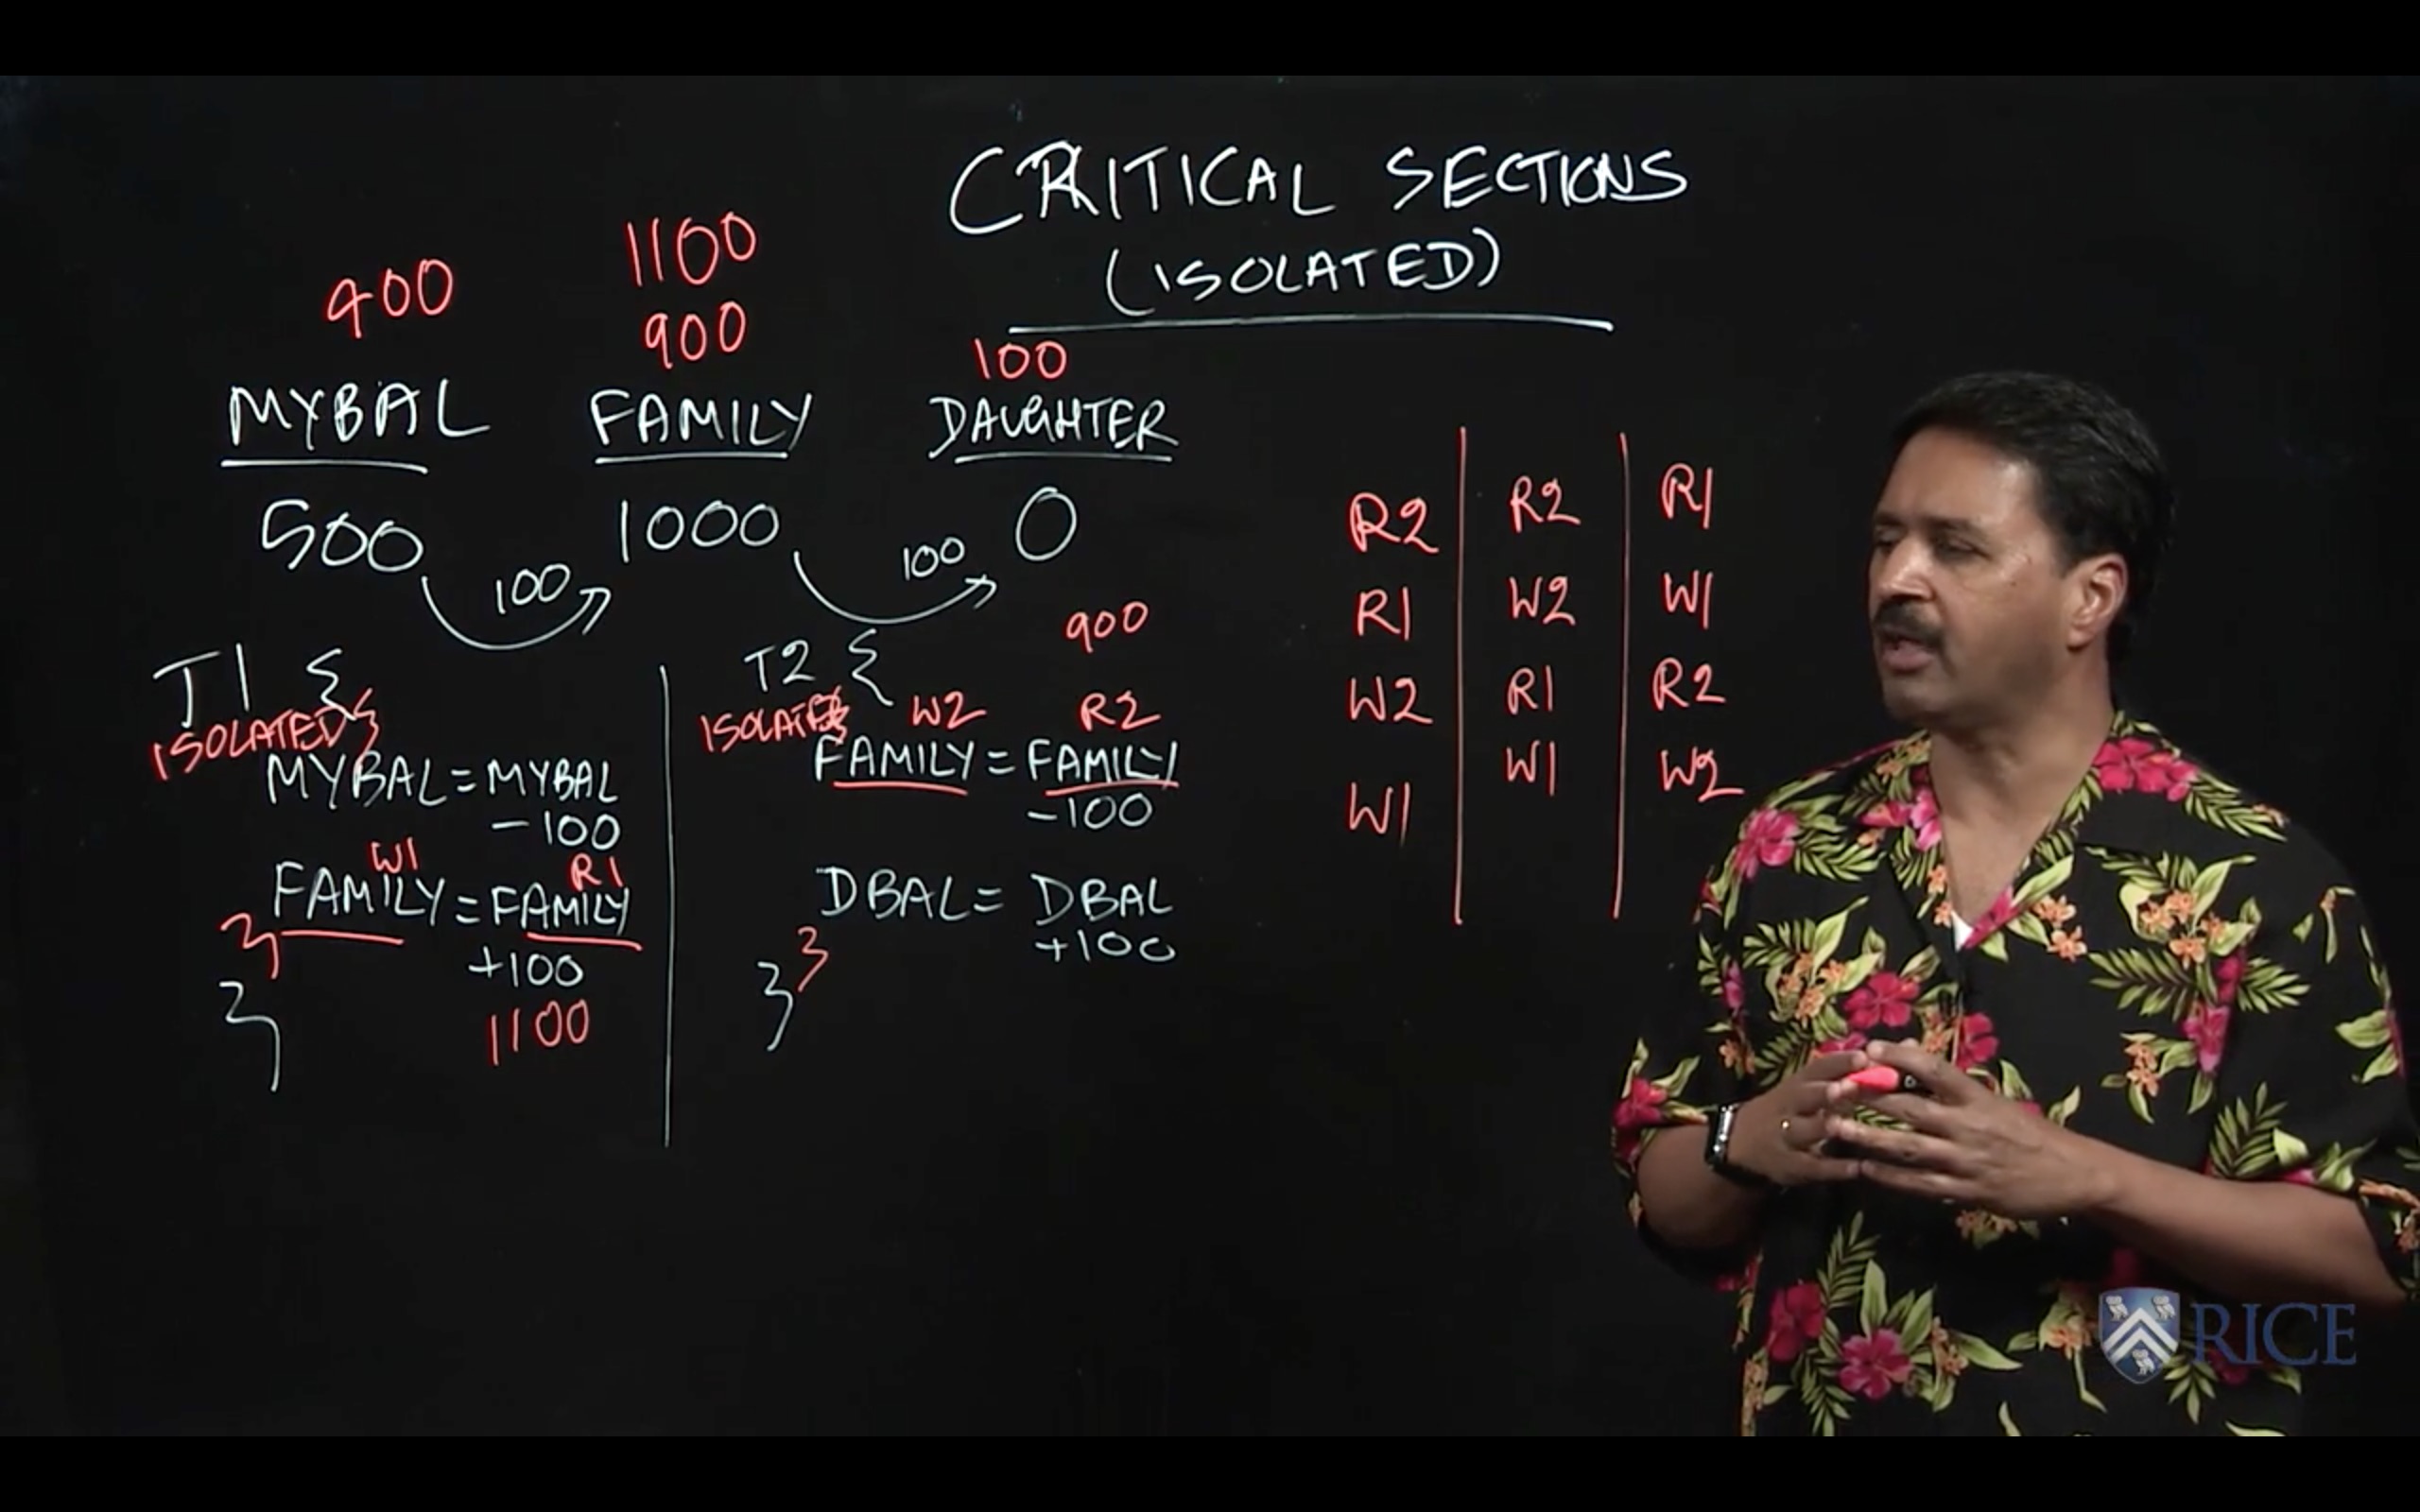 CRITICAL SECTIONS
(ISOLATED)
400
1100
900
100
MYBAL
FAMILY
DAUGHTER
500
1000
0
100
100
T1 {
ISOLATED {
MYBAL = MYBAL
- 100
W1
R1
FAMILY = FAMILY
+100
}
1100
}
900
T2 {
ISOLATED
W2
R2
FAMILY = FAMILY
-100
DBAL = DBAL
+100
}
}
R2
R1
W2
W1
R2
W2
R1
W1
R1
W1
R2
W2
RICE